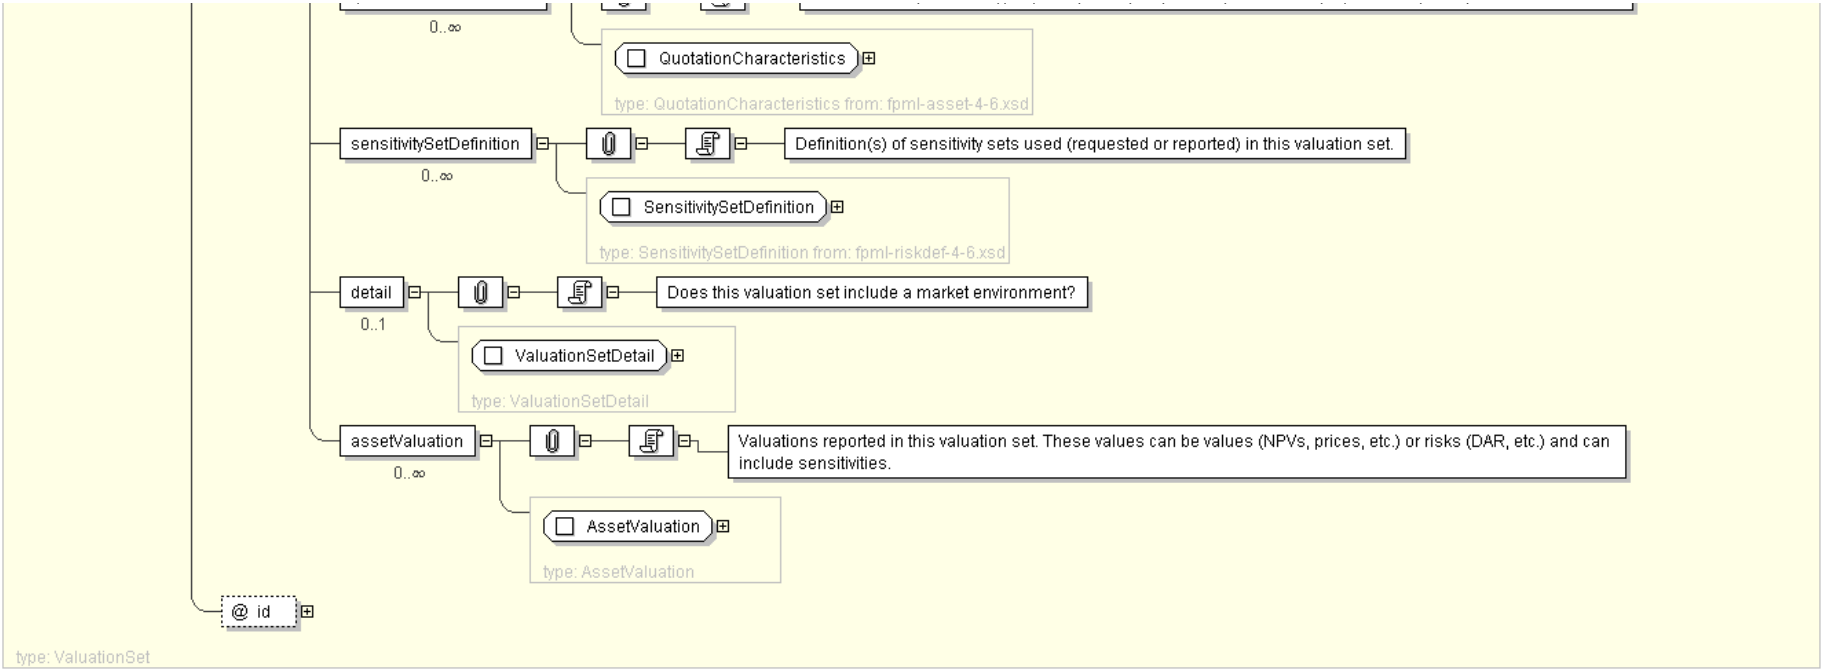 0..∞
QuotationCharacteristics
type: QuotationCharacteristics from: fpml-asset-4-6.xsd
sensitivitySetDefinition
Definition(s) of sensitivity sets used (requested or reported) in this valuation set.
0..∞
SensitivitySetDefinition
type: SensitivitySetDefinition from: fpml-riskdef-4-6.xsd
detail
Does this valuation set include a market environment?
0..1
ValuationSetDetail
type: ValuationSetDetail
assetValuation
Valuations reported in this valuation set. These values can be values (NPVs, prices, etc.) or risks (DAR, etc.) and can
include sensitivities.
0..∞
AssetValuation
type: AssetValuation
@ id
type: ValuationSet